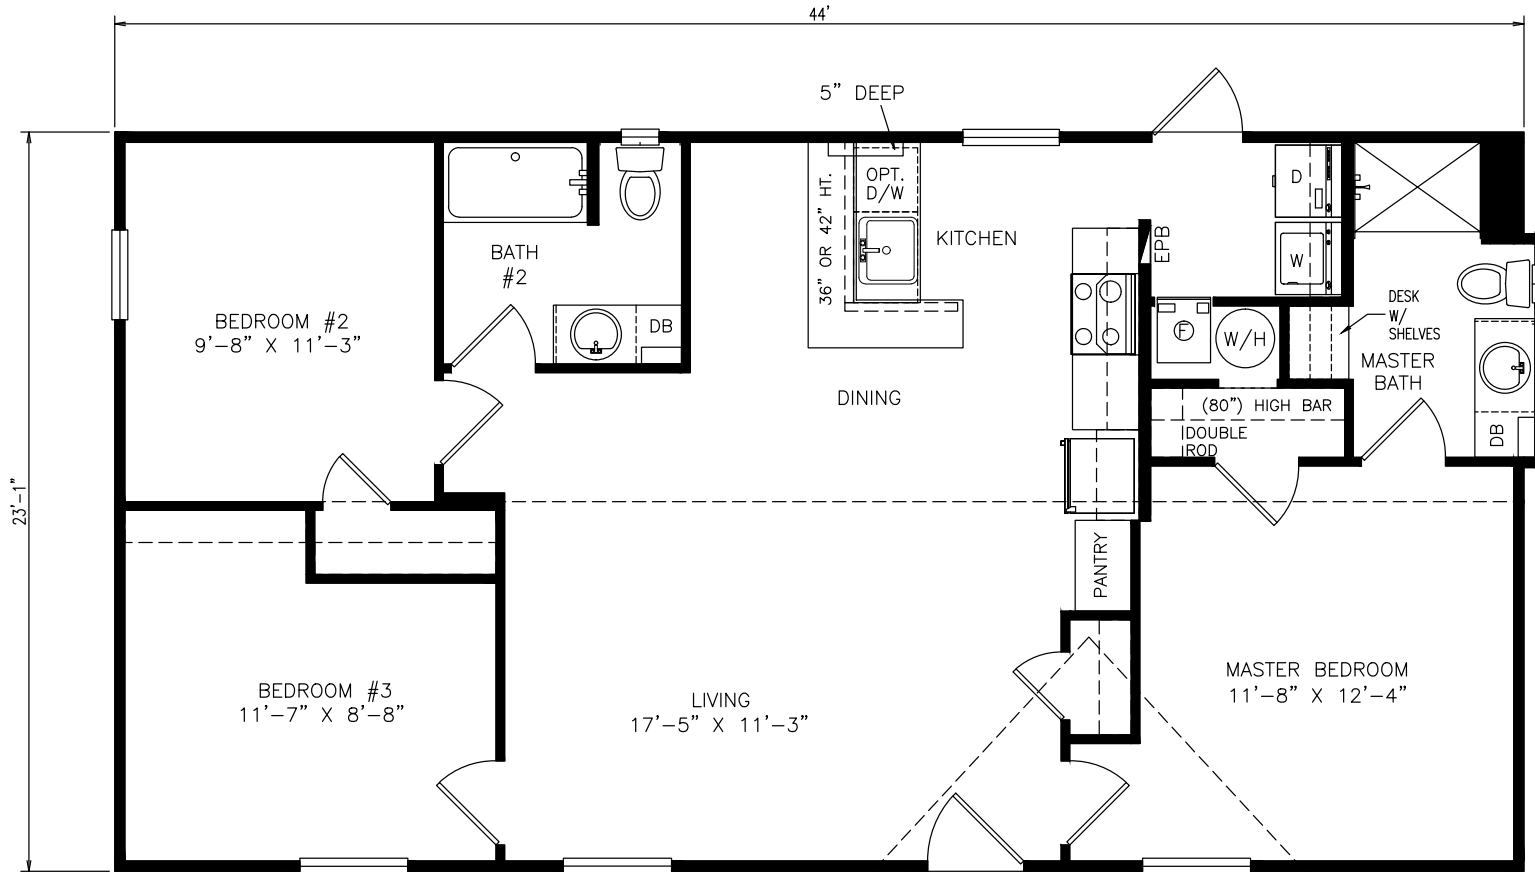 44'
5" DEEP
OPT.
D/W
36" OR 42" HT.
KITCHEN
EPB
D
W
BATH
#2
DB
BEDROOM #2
9'-8" X 11'-3"
F
W/H
DESK
W/
SHELVES
MASTER
BATH
DINING
(80") HIGH BAR
DOUBLE
ROD
DB
23'-1"
PANTRY
BEDROOM #3
11'-7" X 8'-8"
LIVING
17'-5" X 11'-3"
MASTER BEDROOM
11'-8" X 12'-4"